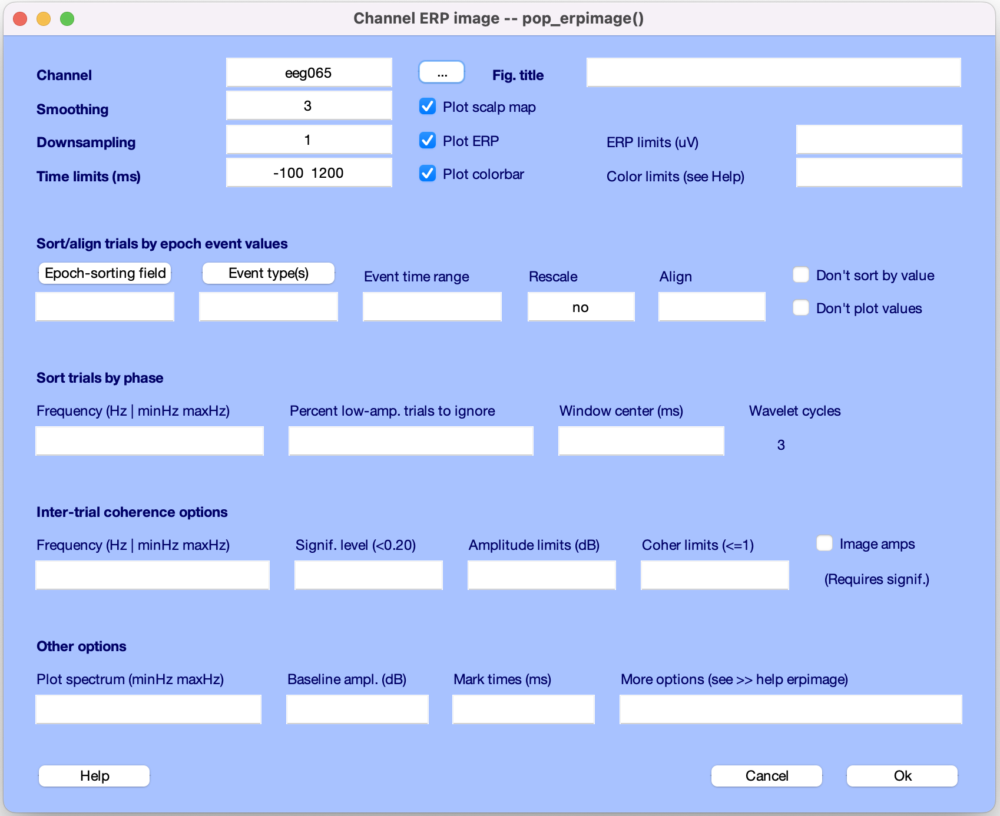 Channel ERP image -- pop_erpimage()
Channel eeg065 ... Fig. title
Smoothing 3 Plot scalp map
Downsampling 1 Plot ERP ERP limits (uV)
Time limits (ms) -100 1200 Plot colorbar Color limits (see Help)
Sort/align trials by epoch event values
Epoch-sorting field Event type(s) Event time range Rescale Align Don't sort by value
no Don't plot values
Sort trials by phase
Frequency (Hz | minHz maxHz) Percent low-amp. trials to ignore Window center (ms) Wavelet cycles
3
Inter-trial coherence options
Frequency (Hz | minHz maxHz) Signif. level (<0.20) Amplitude limits (dB) Coher limits (<=1) Image amps
(Requires signif.)
Other options
Plot spectrum (minHz maxHz) Baseline ampl. (dB) Mark times (ms) More options (see >> help erpimage)
Help Cancel Ok